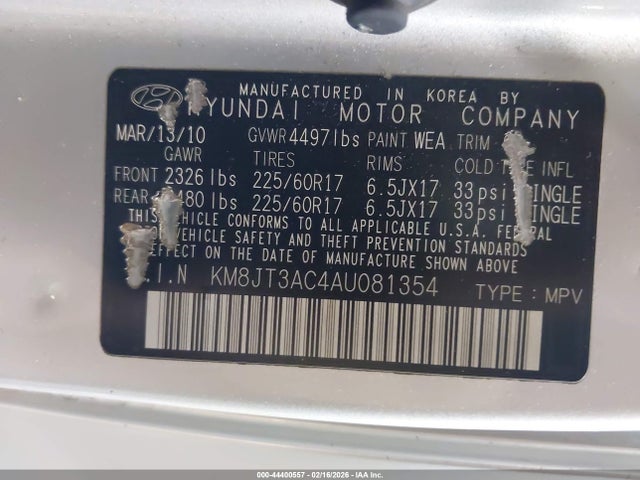 MANUFACTURED IN KOREA BY
HYUNDAI MOTOR COMPANY
MAR/13/10 GVWR 4497lbs PAINT WEA TRIM
GAWR TIRES RIMS COLD TIRE INFL
FRONT 2326 lbs 225/60R17 6.5JX17 33psi SINGLE
REAR 480 lbs 225/60R17 6.5JX17 33psi SINGLE
THIS VEHICLE CONFORMS TO ALL APPLICABLE U.S.A. FEDERAL
VEHICLE SAFETY AND THEFT PREVENTION STANDARDS
EFFECT ON THE DATE OF MANUFACTURE SHOWN ABOVE
.I.N KM8JT3AC4AU081354 TYPE : MPV
000-44400557 - 02/16/2026 - IAA Inc.